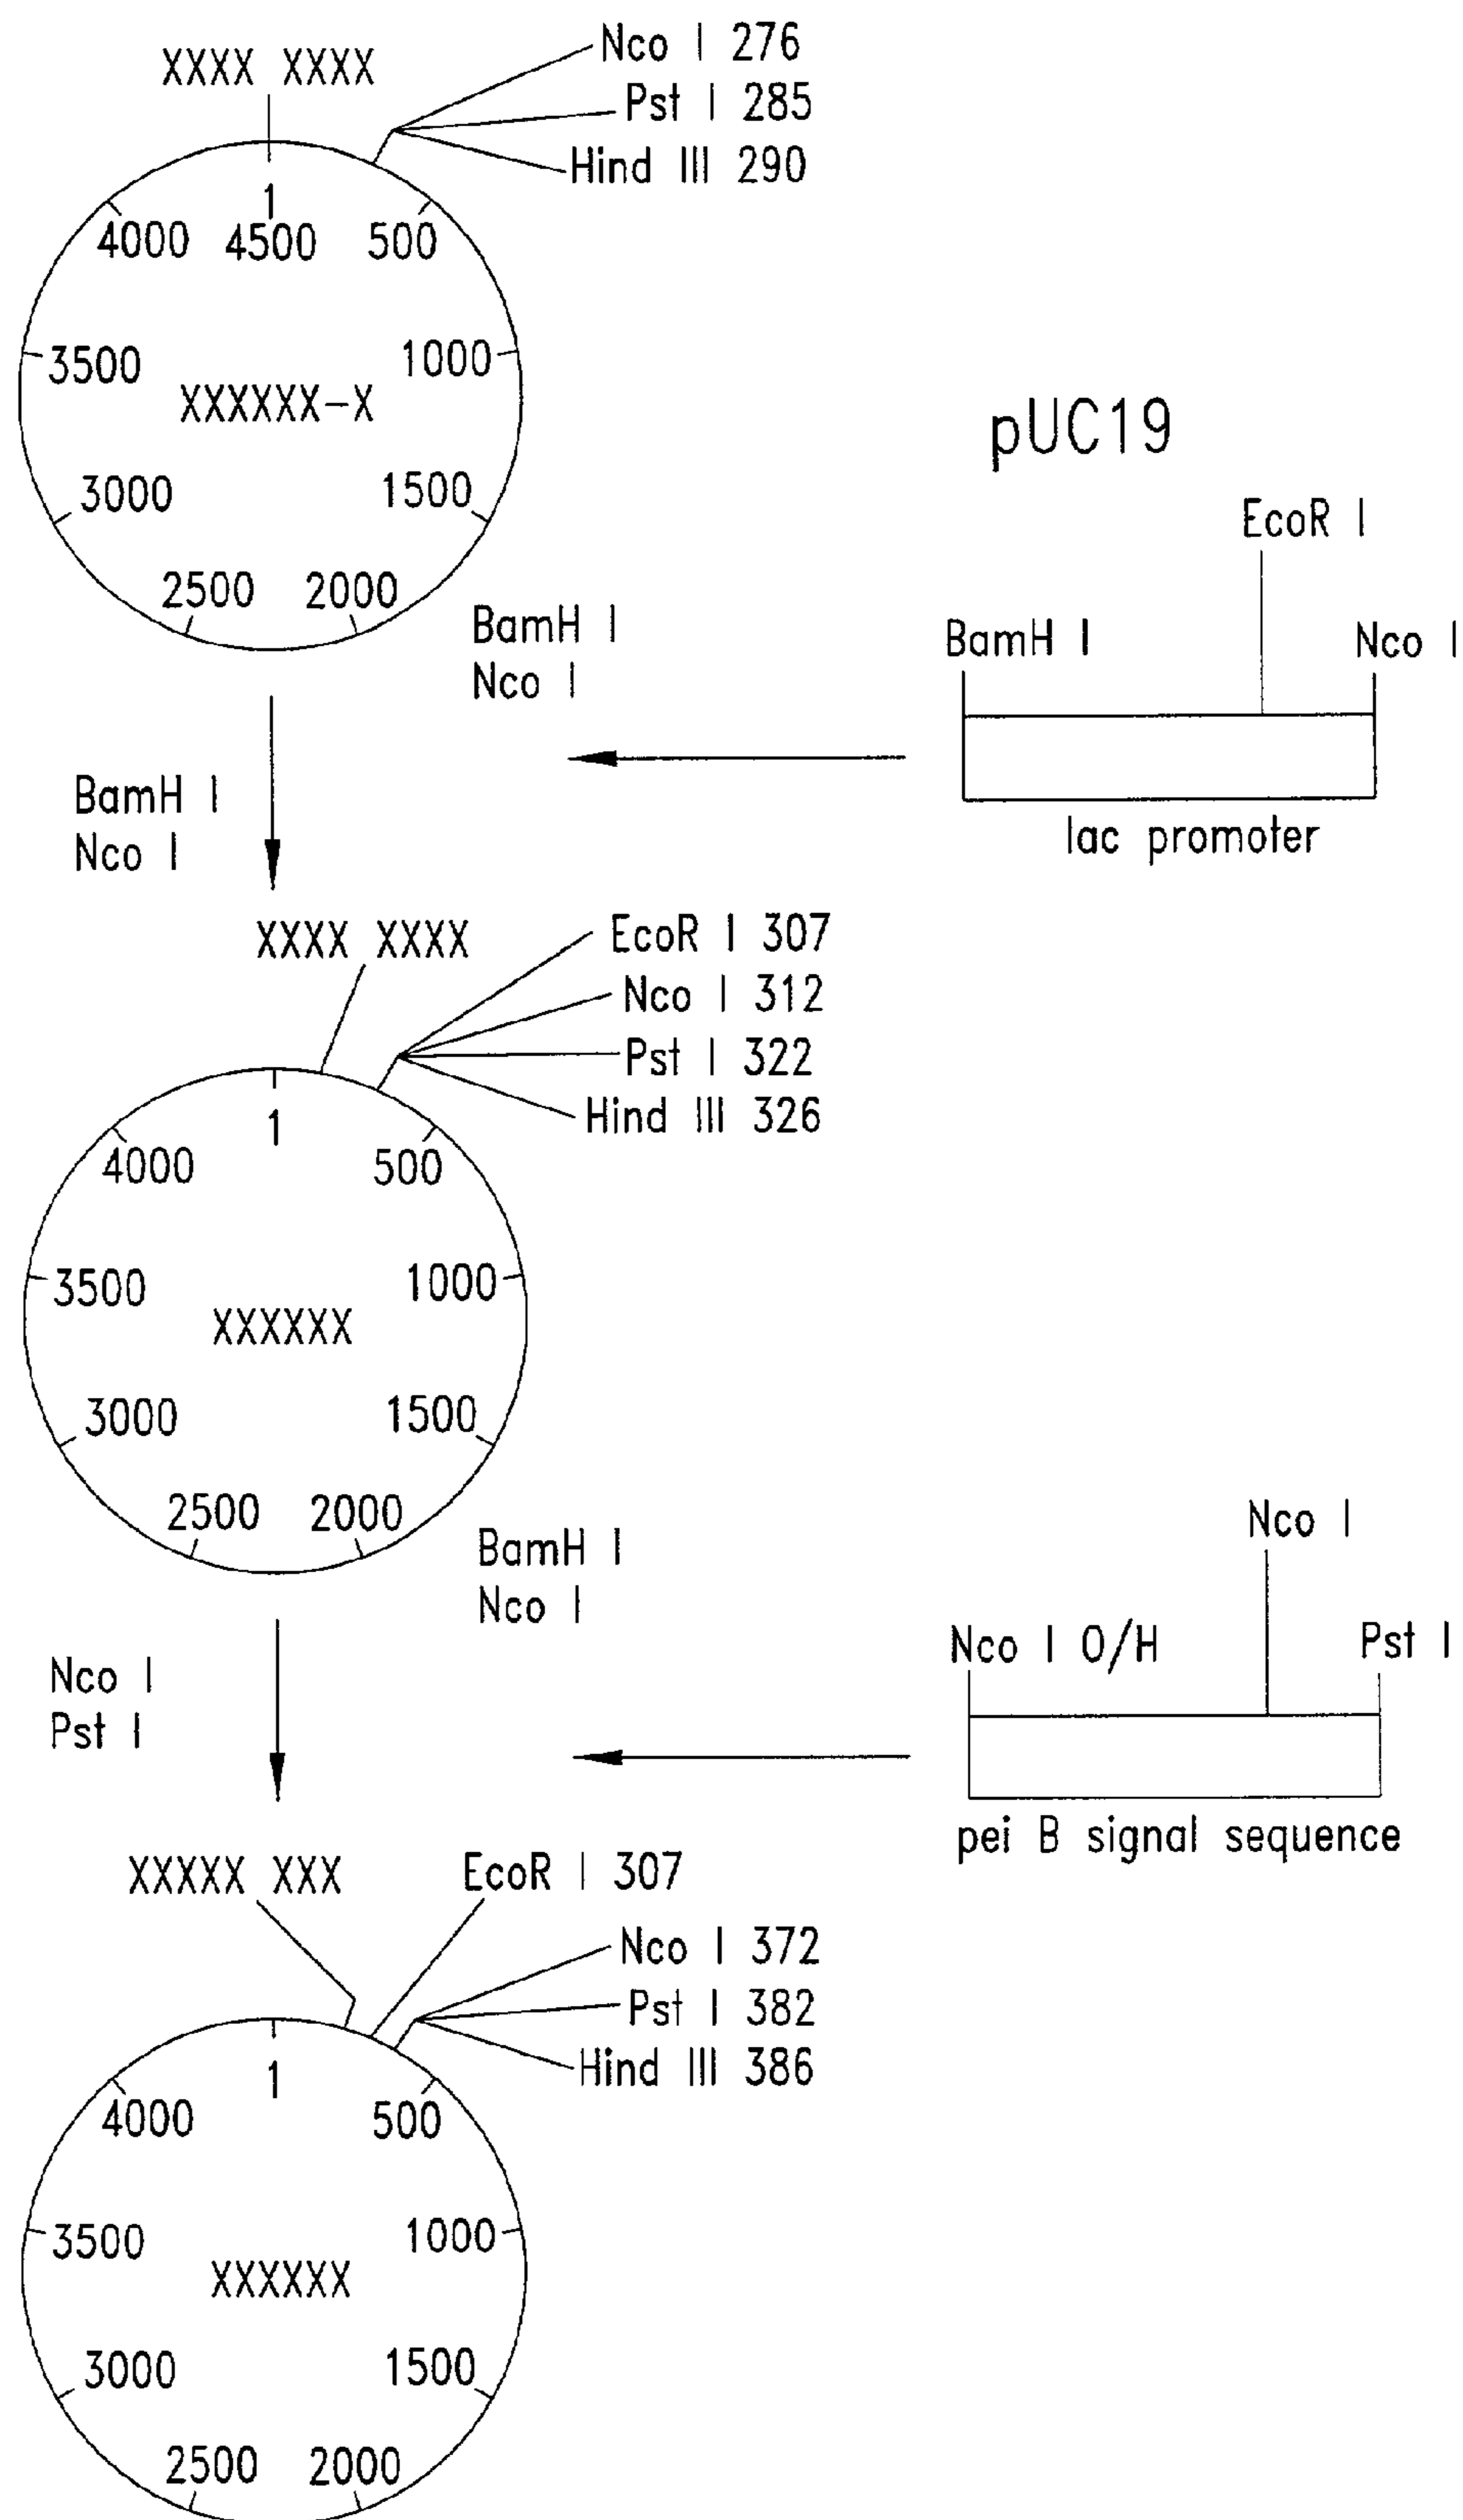 XXXX XXXX
Nco I 276
Pst I 285
Hind III 290
1
4500
500
4000
3500
1000
XXXXXX-X
3000
1500
2500
2000
BamH I
Nco I
pUC19
EcoR I
BamH I
Nco I
lac promoter
BamH I
Nco I
XXXX XXXX
EcoR I 307
Nco I 312
Pst I 322
Hind III 326
1
4000
500
3500
1000
XXXXXX
3000
1500
2500
2000
BamH I
Nco I
Nco I
Nco I O/H
Pst I
pei B signal sequence
Nco I
Pst I
XXXXX XXX
EcoR I 307
Nco I 372
Pst I 382
Hind III 386
1
4000
500
3500
1000
XXXXXX
3000
1500
2500
2000